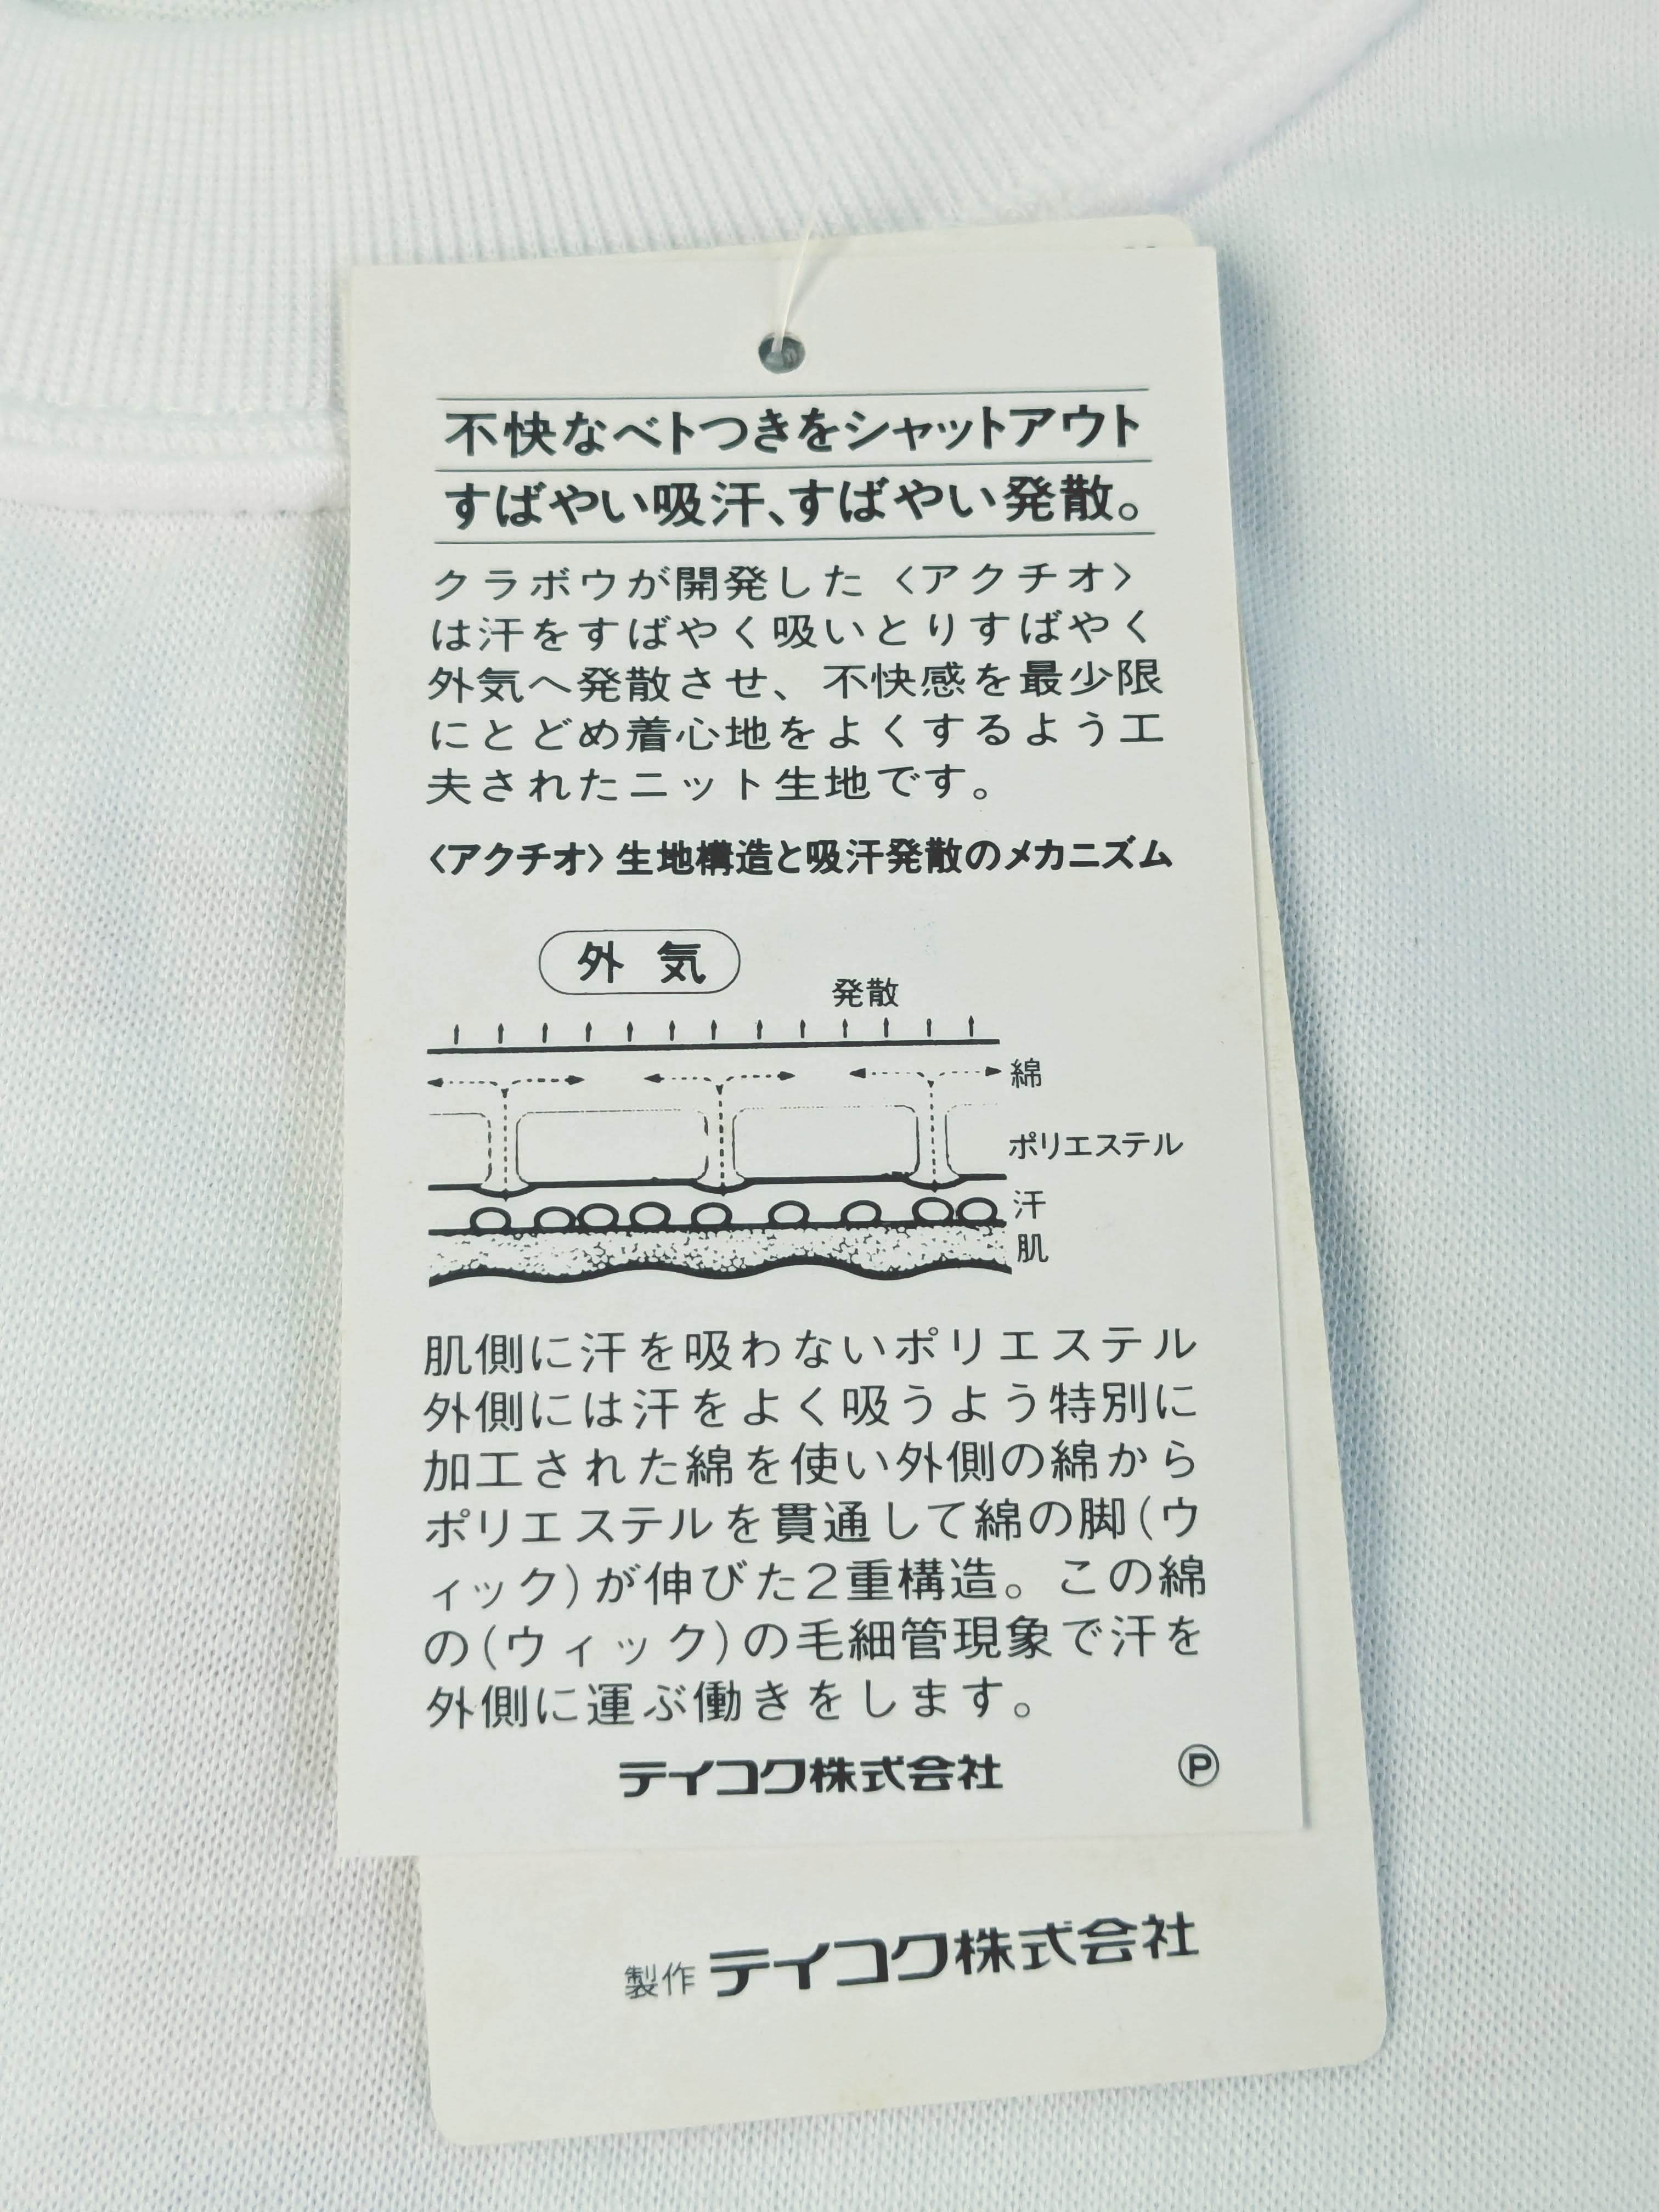 不快なベトつきをシャットアウト
すばやい吸汗、すばやい発散。
クラボウが開発した〈アクチオ〉
は汗をすばやく吸いとりすばやく
外気へ発散させ、不快感を最少限
にとどめ着心地をよくするよう工
夫されたニット生地です。
〈アクチオ〉生地構造と吸汗発散のメカニズム
外気
発散
綿
ポリエステル
汗
肌
肌側に汗を吸わないポリエステル
外側には汗をよく吸うよう特別に
加工された綿を使い外側の綿から
ポリエステルを貫通して綿の脚(ウ
ィック)が伸びた2重構造。この綿
の(ウィック)の毛細管現象で汗を
外側に運ぶ働きをします。
テイコク株式会社
Ⓟ
製作 テイコク株式会社